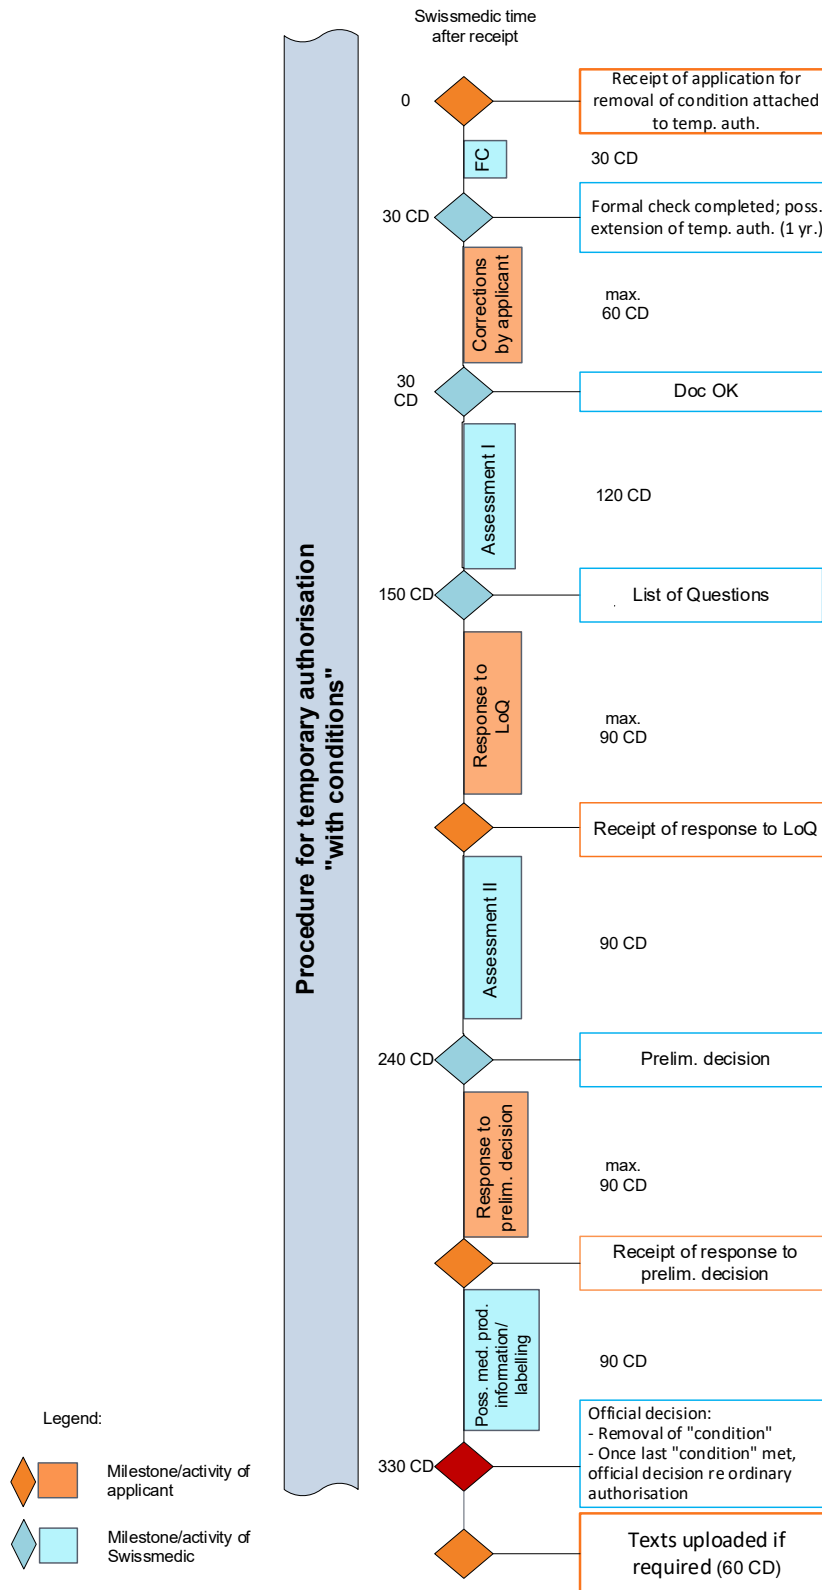 Swissmedic time
after receipt
0
Receipt of application for
removal of condition attached
to temp. auth.
FC
30 CD
30 CD
Formal check completed; poss.
extension of temp. auth. (1 yr.)
Corrections
by applicant
max.
60 CD
30
CD
Doc OK
Assessment I
120 CD
150 CD
List of Questions
Procedure for temporary authorisation
"with conditions"
Response to
LoQ
max.
90 CD
Receipt of response to LoQ
Assessment II
90 CD
240 CD
Prelim. decision
Response to
prelim. decision
max.
90 CD
Receipt of response to
prelim. decision
Poss. med. prod.
information/
labelling
90 CD
330 CD
Official decision:
- Removal of "condition"
- Once last "condition" met,
official decision re ordinary
authorisation
Texts uploaded if
required (60 CD)
Legend:
Milestone/activity of
applicant
Milestone/activity of
Swissmedic